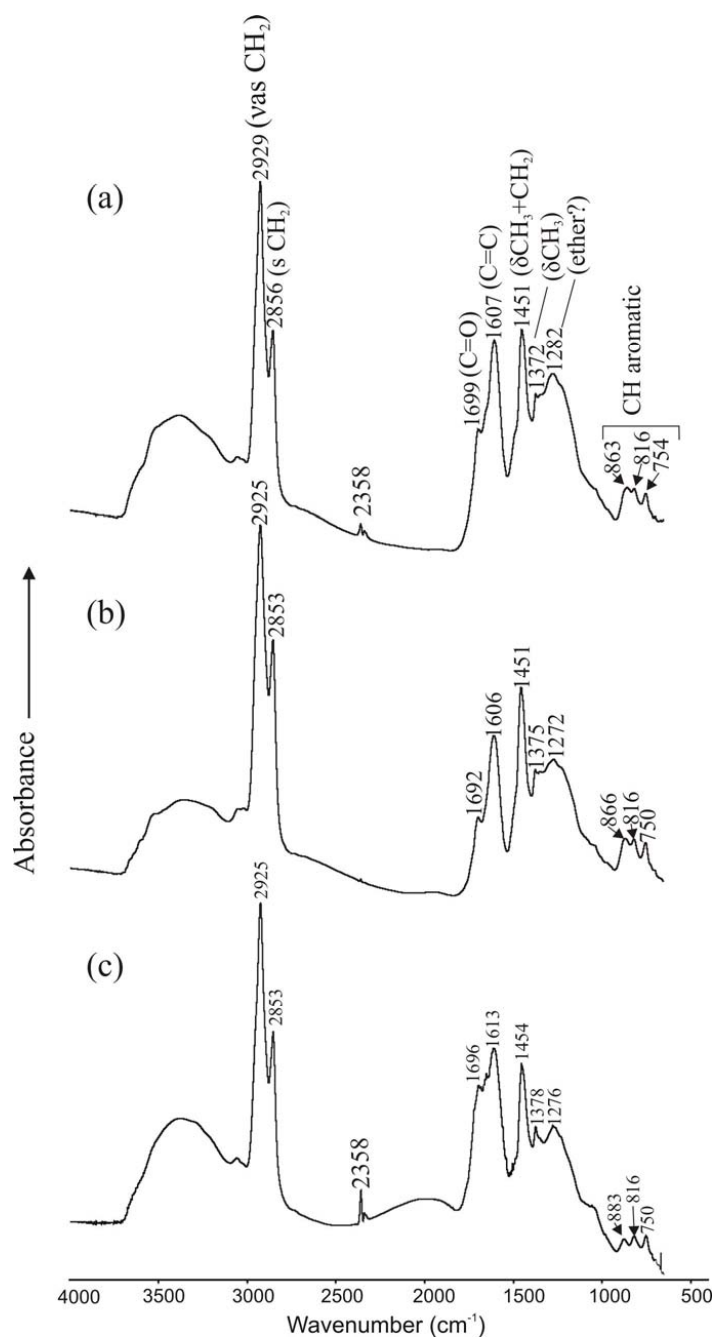 (a)
2929 (vas CH₂)
2856 (s CH₂)
2358
1699 (C=O)
1607 (C=C)
1451 (δCH₃+CH₂)
1372 (δCH₃)
1282 (ether?)
CH aromatic
863
816
754
(b)
2925
2853
1692
1606
1451
1375
1272
866
816
750
(c)
2925
2853
2358
1696
1613
1454
1378
1276
883
816
750
Absorbance
4000 3500 3000 2500 2000 1500 1000 500
Wavenumber (cm⁻¹)